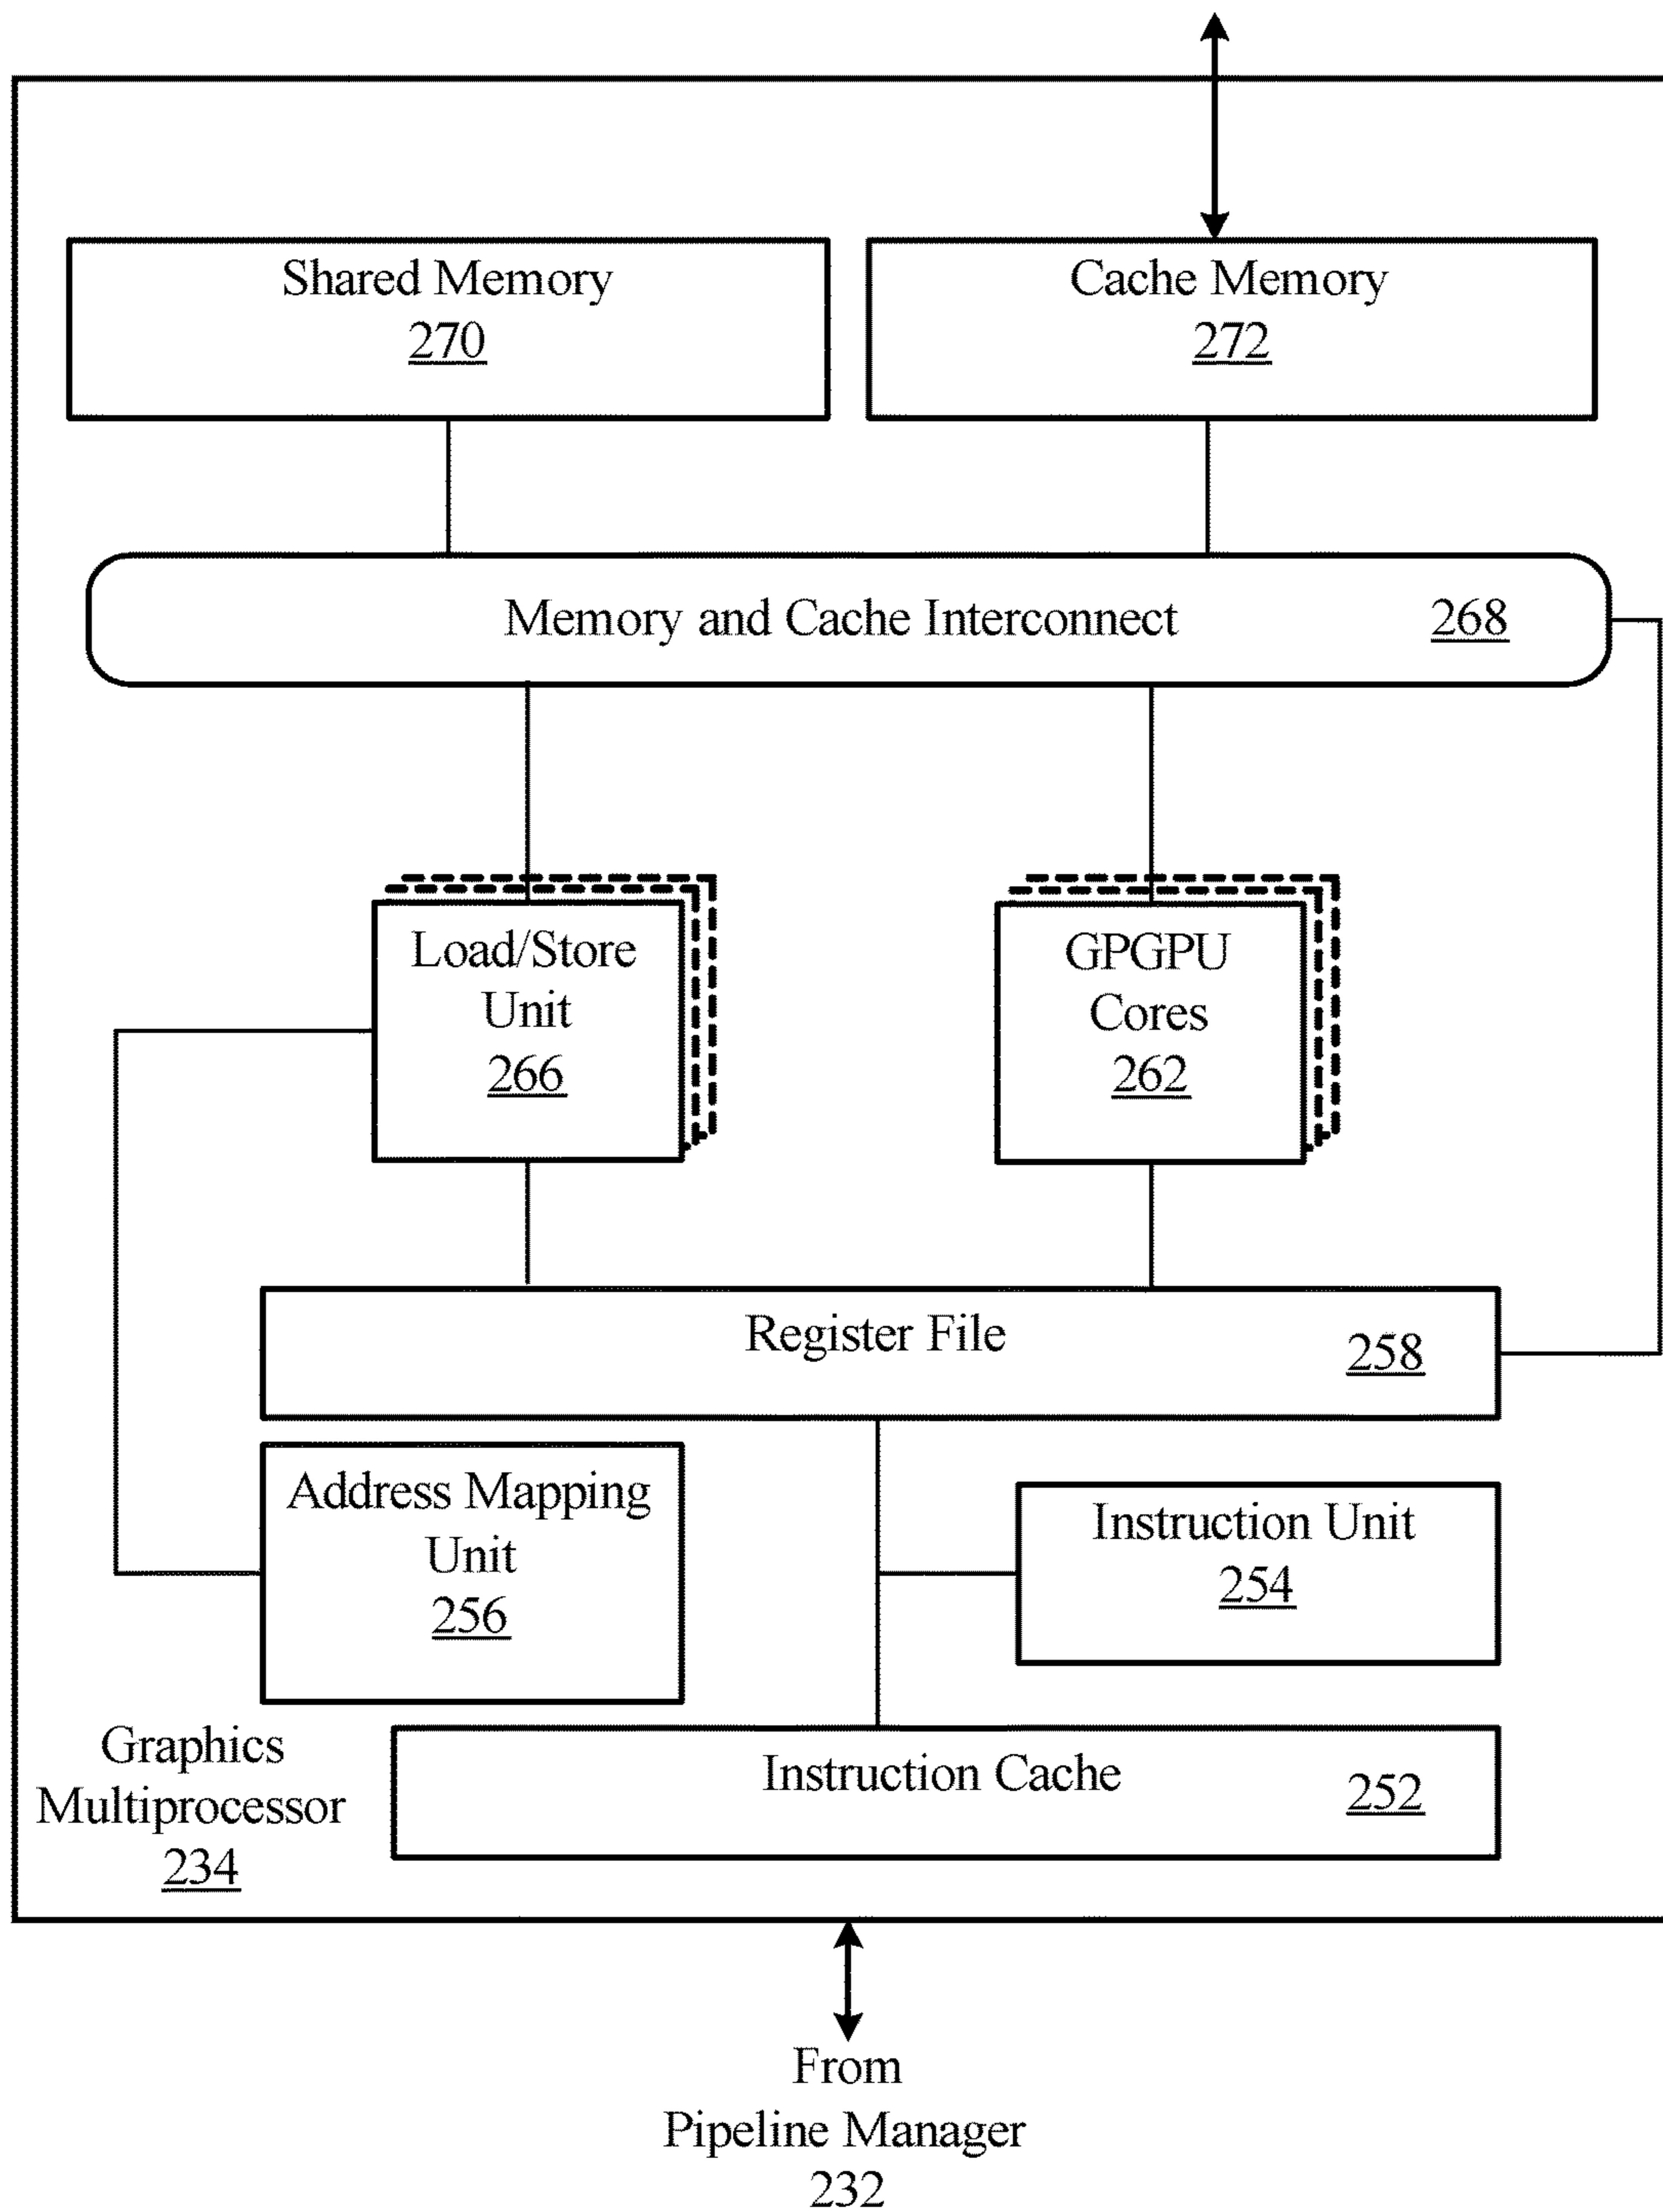 Shared Memory
270
Cache Memory
272
Memory and Cache Interconnect 268
Load/Store
Unit
266
GPGPU
Cores
262
Register File 258
Address Mapping
Unit
256
Instruction Unit
254
Graphics
Multiprocessor
234
Instruction Cache 252
From
Pipeline Manager
232